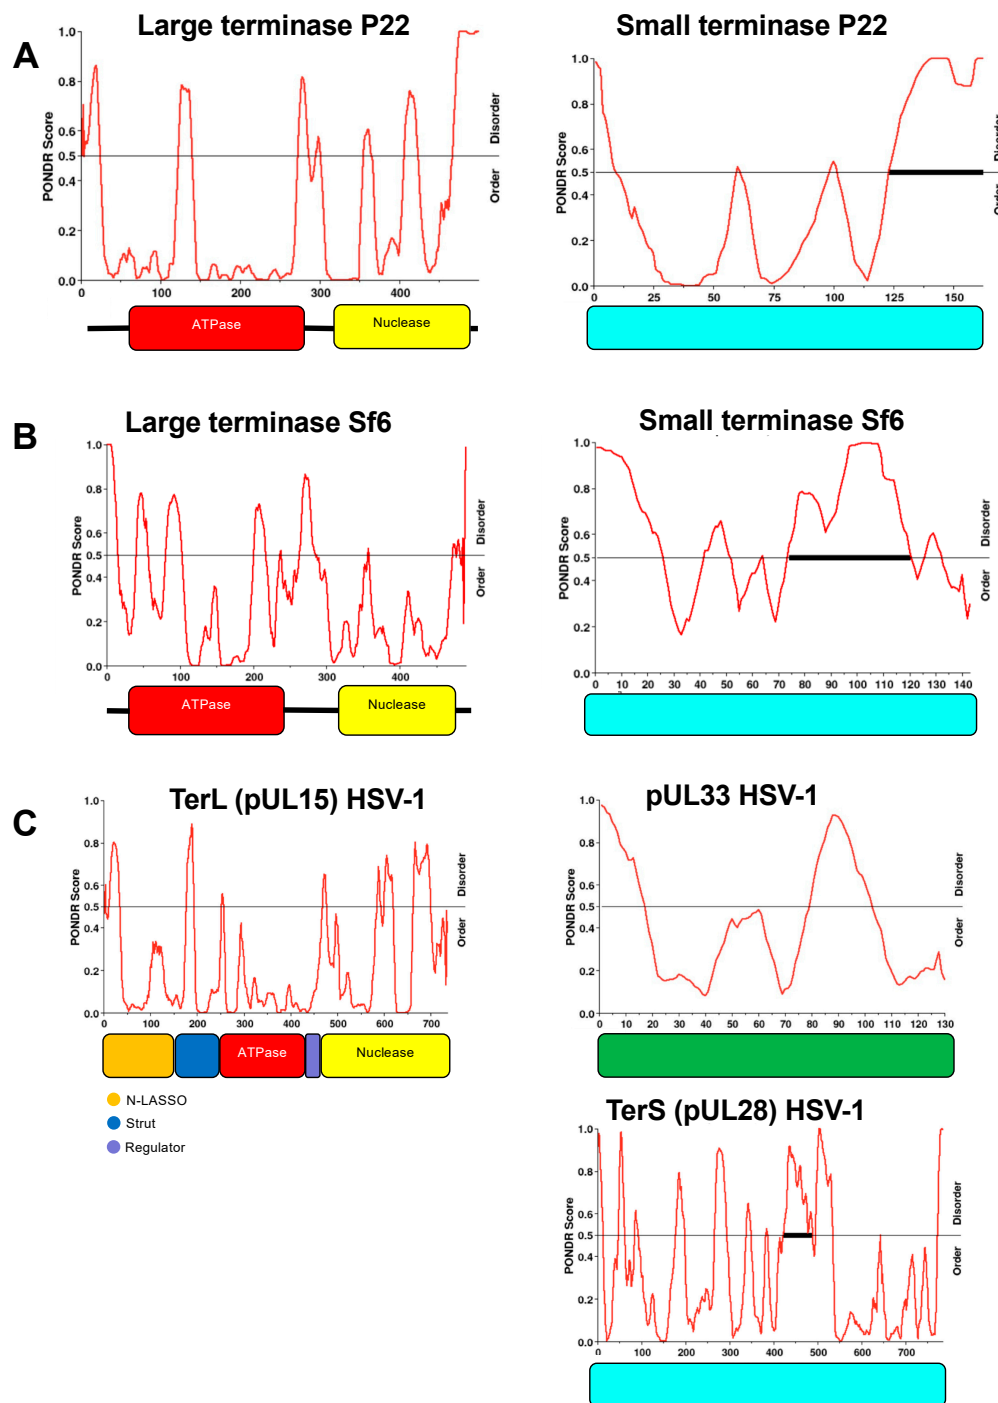 A
Large terminase P22
PONDR Score
1.0
0.8
0.6
0.5
0.4
0.2
0.0
0 100 200 300 400
Disorder
Order
ATPase
Nuclease
Small terminase P22
PONDR Score
1.0
0.8
0.6
0.5
0.4
0.2
0.0
0 25 50 75 100 125 150
Disorder
Order
B
Large terminase Sf6
PONDR Score
1.0
0.8
0.6
0.5
0.4
0.2
0.0
0 100 200 300 400
Disorder
Order
ATPase
Nuclease
Small terminase Sf6
PONDR Score
1.0
0.8
0.6
0.5
0.4
0.2
0.0
0 10 20 30 40 50 60 70 80 90 100 110 120 130 140
Disorder
Order
C
TerL (pUL15) HSV-1
PONDR Score
1.0
0.8
0.6
0.5
0.4
0.2
0.0
0 100 200 300 400 500 600 700
Disorder
Order
ATPase
Nuclease
N-LASSO
Strut
Regulator
pUL33 HSV-1
PONDR Score
1.0
0.8
0.6
0.5
0.4
0.2
0.0
0 10 20 30 40 50 60 70 80 90 100 110 120 130
Disorder
Order
TerS (pUL28) HSV-1
PONDR Score
1.0
0.8
0.6
0.5
0.4
0.2
0.0
0 100 200 300 400 500 600 700
Disorder
Order